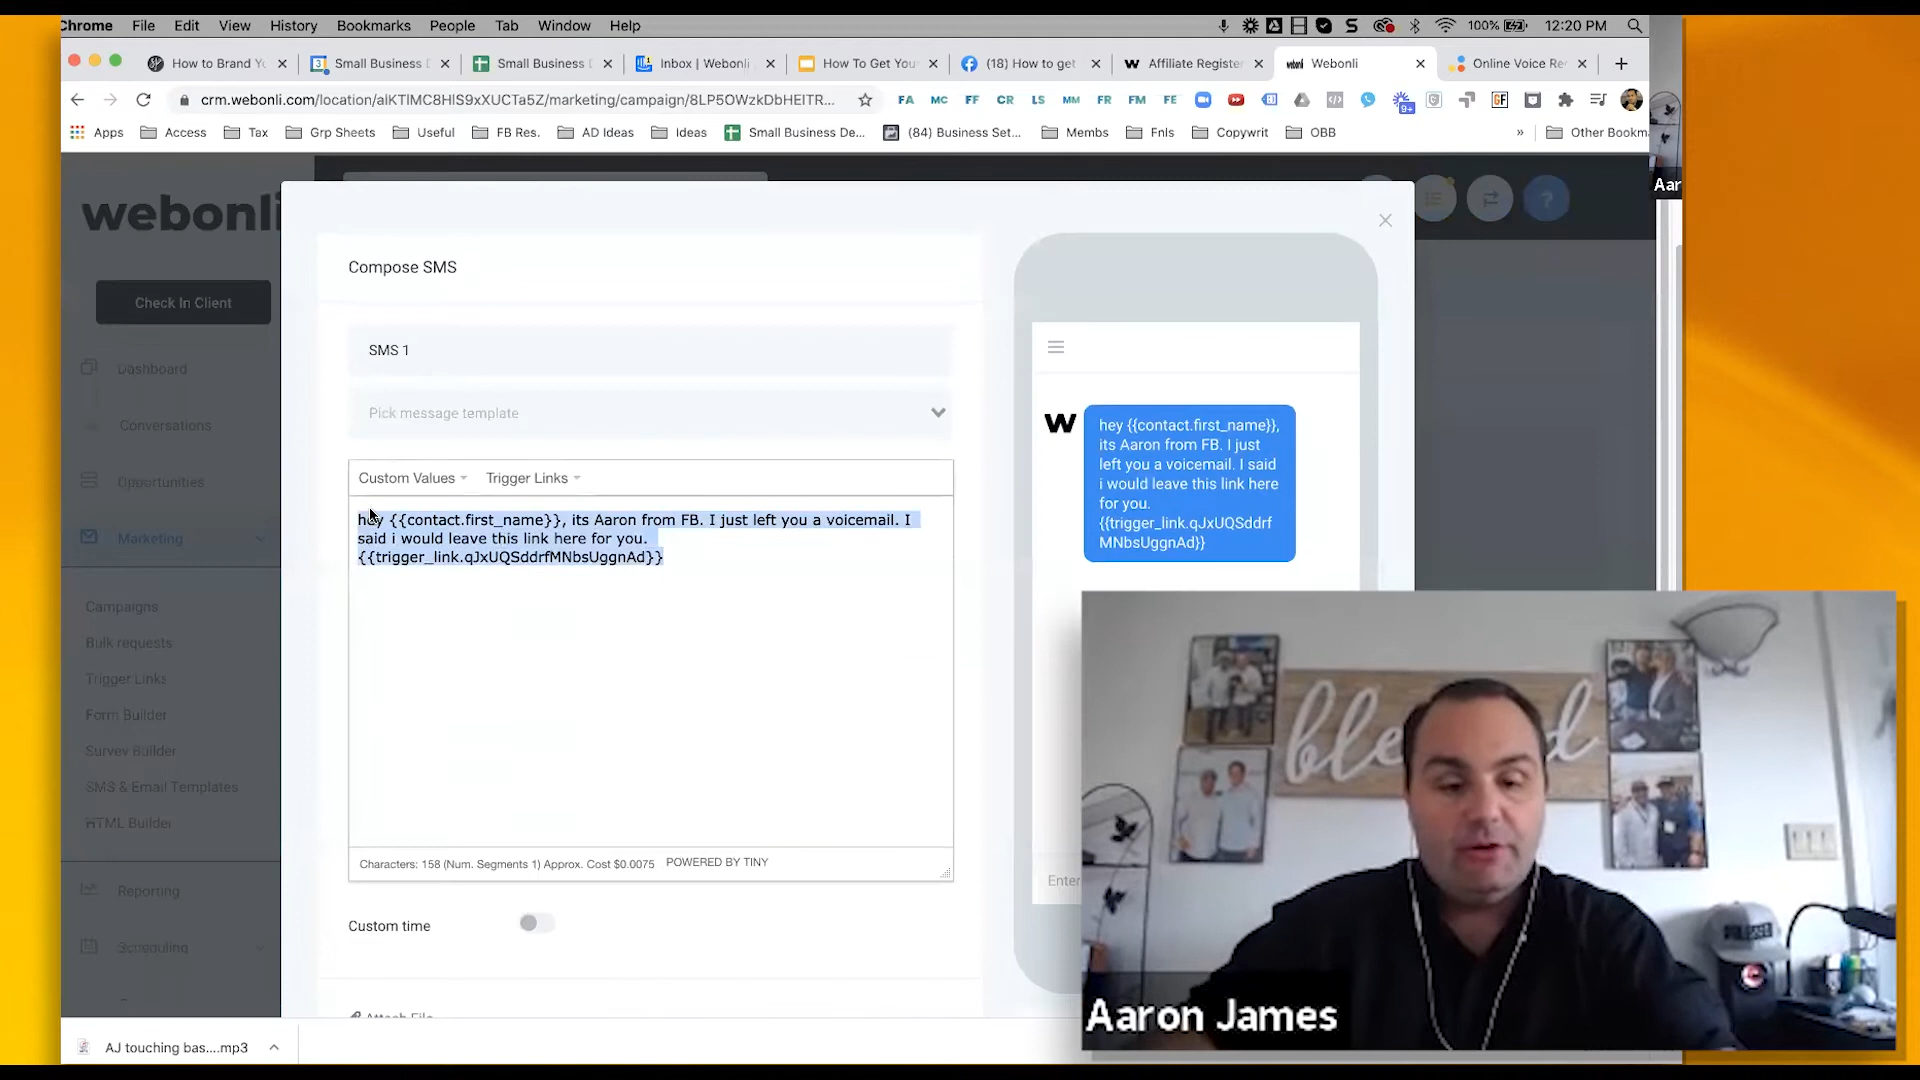 Chrome File Edit View History Bookmarks People Tab Window Help S 100% 12:20 PM
How to Brand Y
Small Business D
Small Business D
Inbox | Webonli
How To Get You
(18) How to get
Affiliate Register
Webonli
Online Voice Re
crm.webonli.com/location/alKTlMC8HlS9xXUCTa5Z/marketing/campaign/8LP5OWzkDbHEITR...
FA MC FF CR LS MM FR FM FE 9+ GF
Apps Access Tax Grp Sheets Useful FB Res. AD Ideas Ideas Small Business De... (84) Business Set... Membs Fnls Copywrit OBB » Other Bookm
webonli
Aar
?
Compose SMS
Check In Client
SMS 1
Dashboard
Pick message template
Conversations
Custom Values
Trigger Links
Opportunities
hey {{contact.first_name}}, its Aaron from FB. I just left you a voicemail. I
said i would leave this link here for you.
{{trigger_link.qJxUQSddrfMNbsUggnAd}}
Marketing
Campaigns
Bulk requests
Trigger Links
Form Builder
Survey Builder
SMS & Email Templates
HTML Builder
Reporting
Scheduling
Characters: 158 (Num. Segments 1) Approx. Cost $0.0075 POWERED BY TINY
Custom time
Attach File
W
hey {{contact.first_name}},
its Aaron from FB. I just
left you a voicemail. I said
i would leave this link here
for you.
{{trigger_link.qJxUQSddrf
MNbsUggnAd}}
Enter
Aaron James
AJ touching bas....mp3